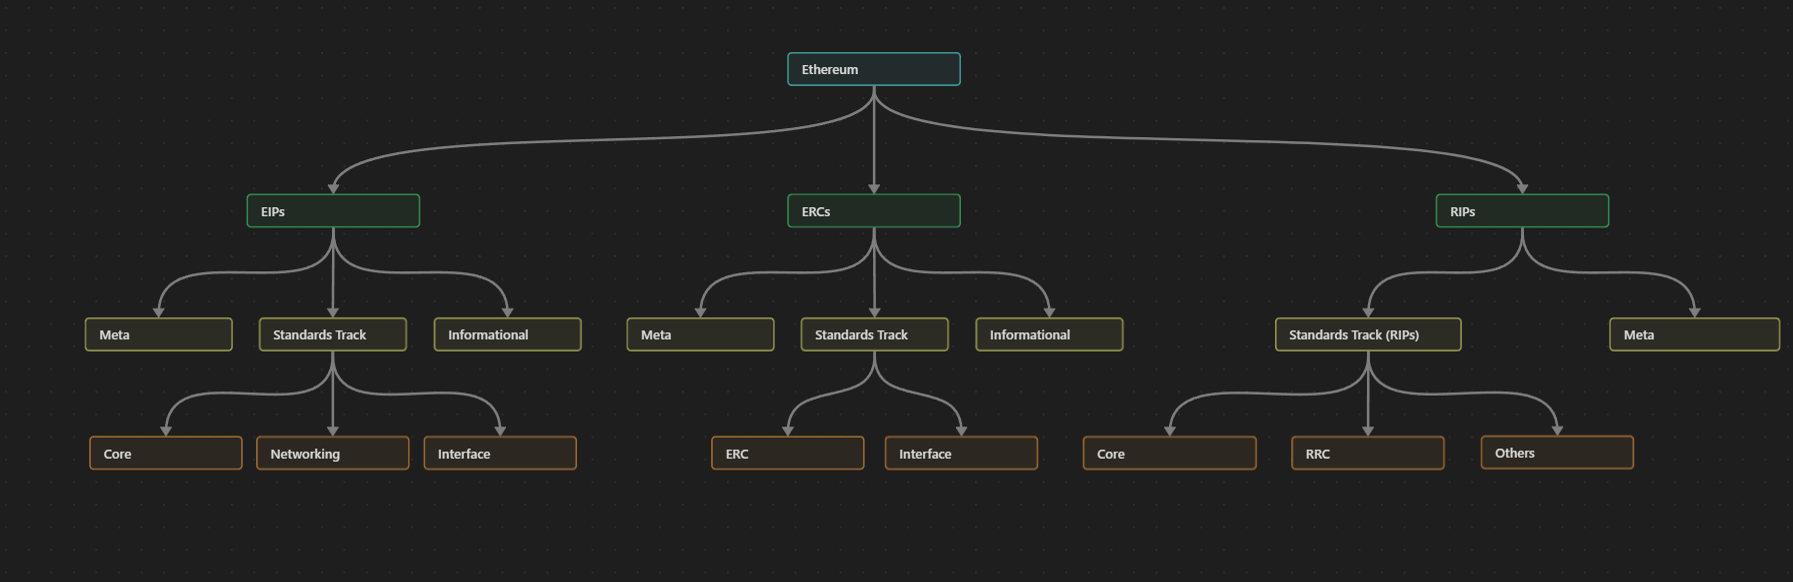 Ethereum
EIPs
ERCs
RIPs
Meta
Standards Track
Informational
Meta
Standards Track
Informational
Standards Track (RIPs)
Meta
Core
Networking
Interface
ERC
Interface
Core
RRC
Others